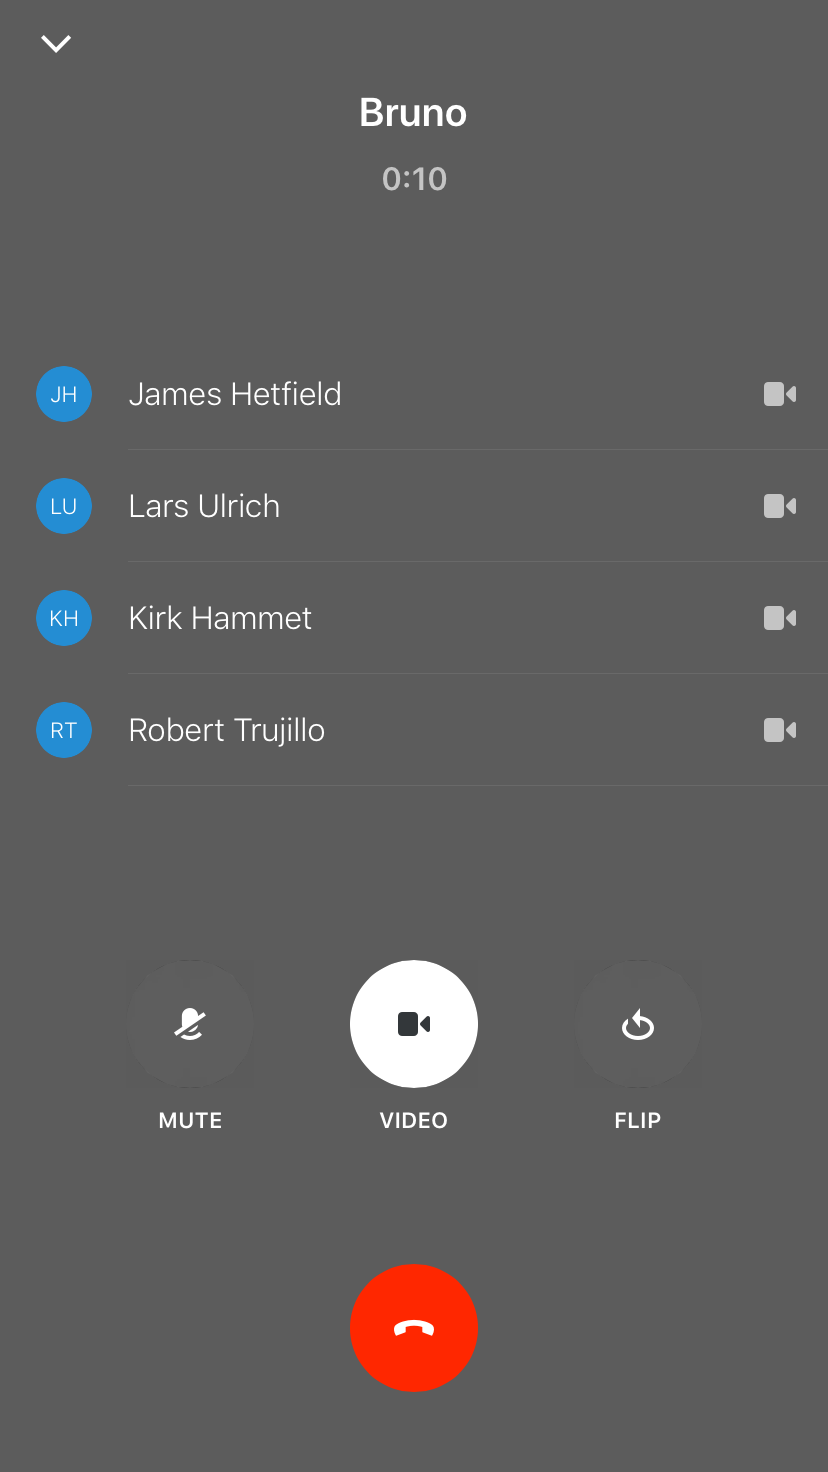 Bruno
0:10
JH James Hetfield
LU Lars Ulrich
KH Kirk Hammet
RT Robert Trujillo
MUTE VIDEO FLIP